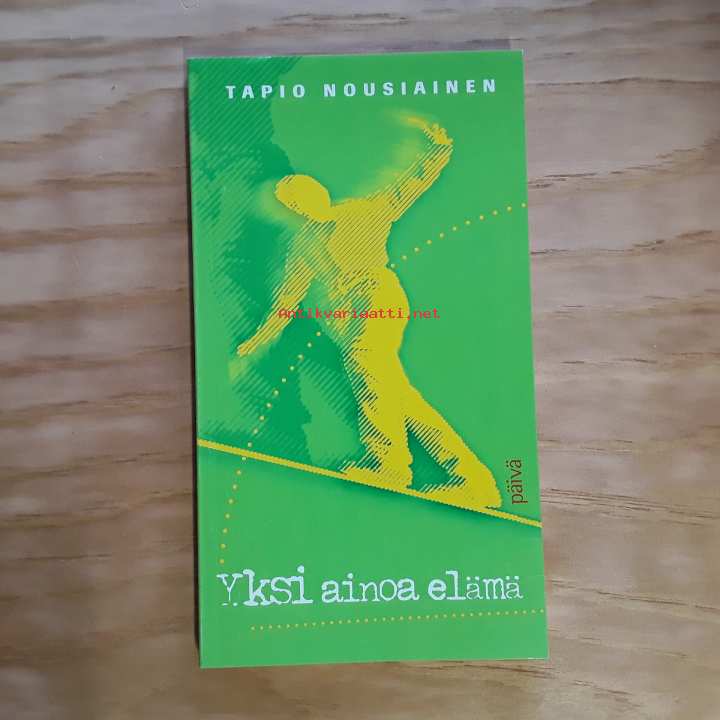 TAPIO NOUSIAINEN
Antikvariaatti.net
päivä
Yksi ainoa elämä